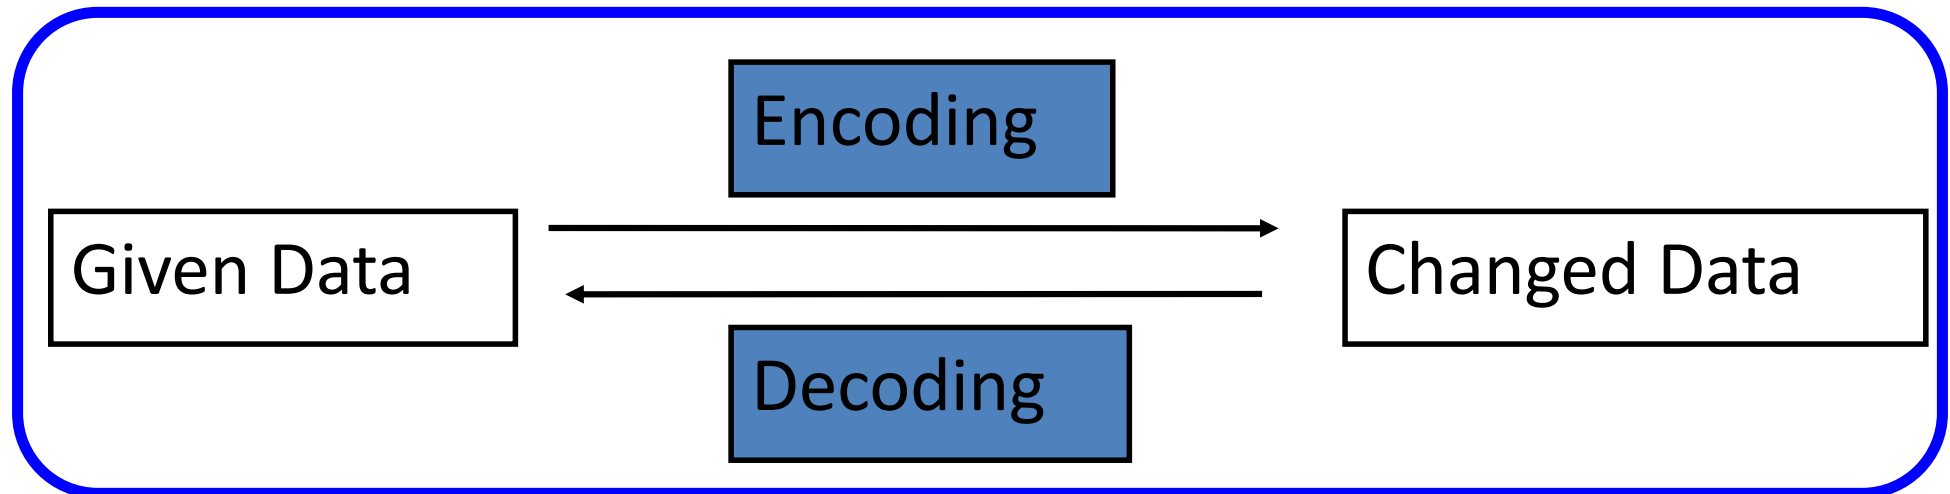 Encoding
Given Data
Changed Data
Decoding